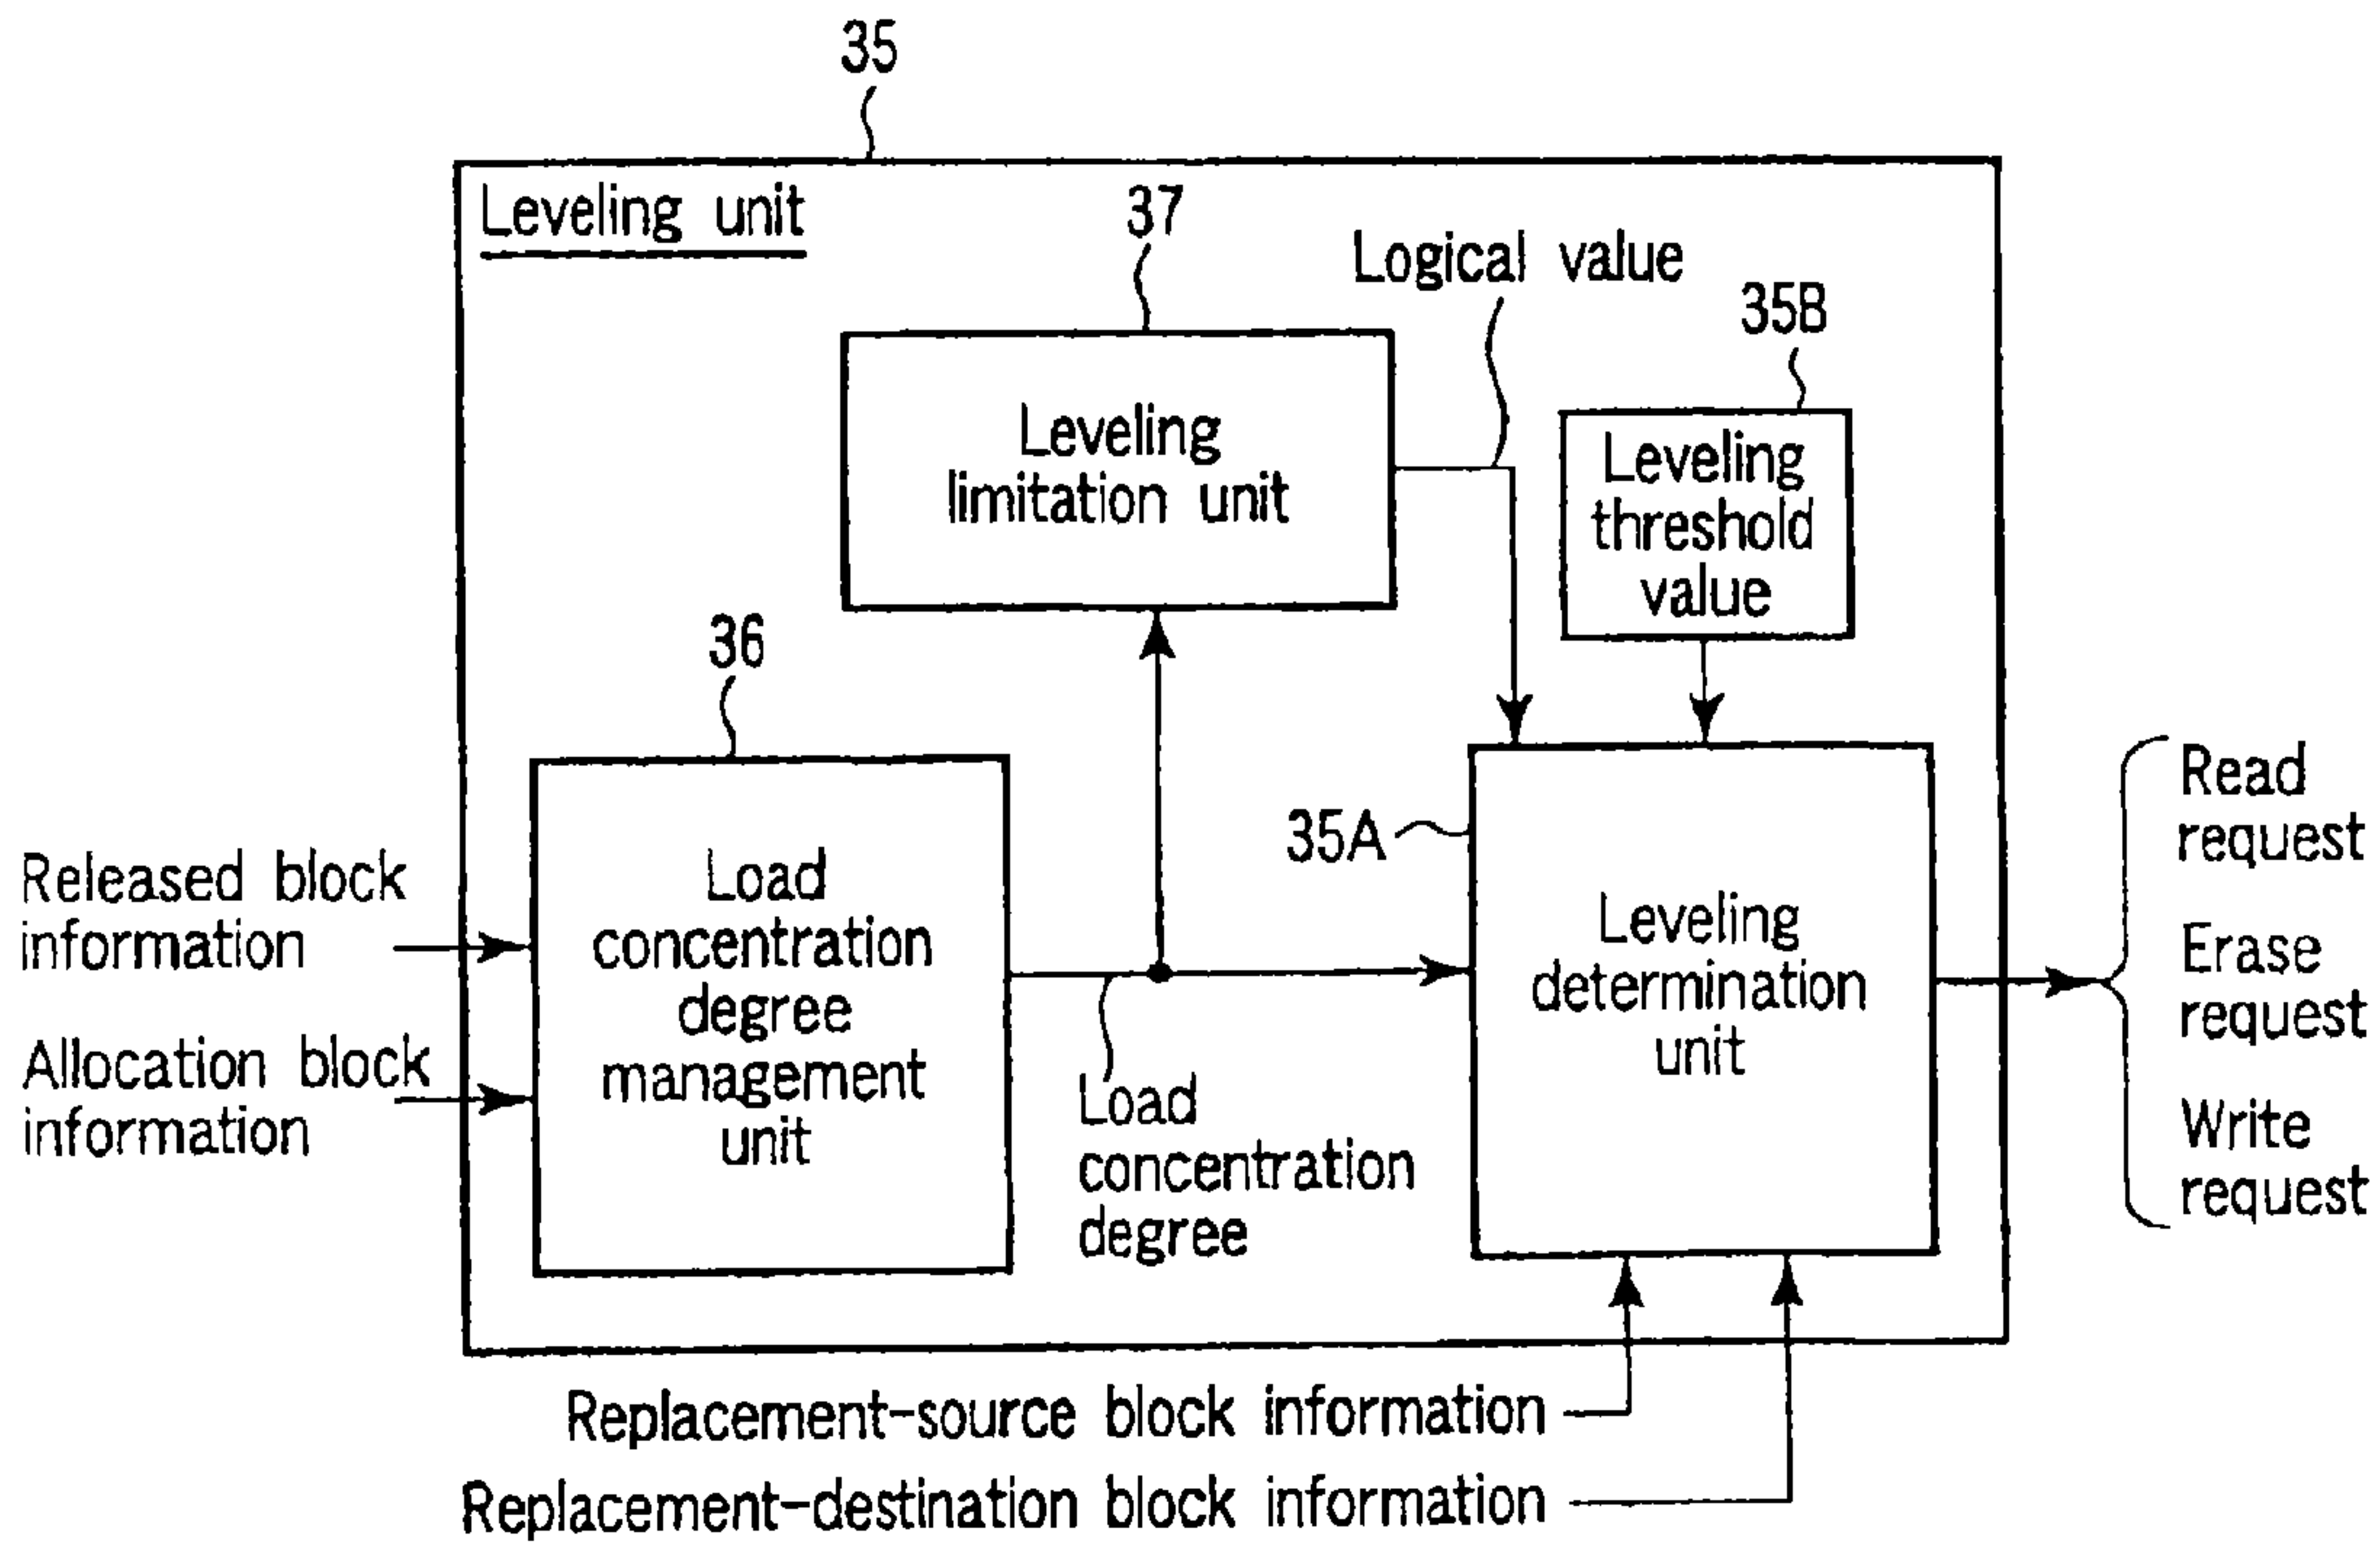 35
Leveling unit
37
Logical value
35B
Leveling
limitation unit
Leveling
threshold
value
36
35A
Load
concentration
degree
management
unit
Released block
information
Allocation block
information
Load
concentration
degree
Leveling
determination
unit
Read
request
Erase
request
Write
request
Replacement-source block information
Replacement-destination block information